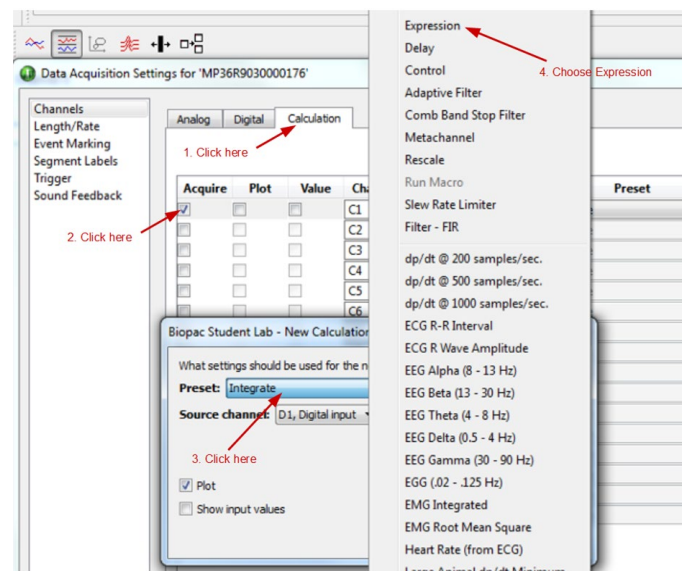 Data Acquisition Settings for 'MP36R9030000176'
Channels
Length/Rate
Event Marking
Segment Labels
Trigger
Sound Feedback
Analog Digital Calculation
1. Click here
Acquire Plot Value
Preset
2. Click here
C1
C2
C3
C4
C5
C6
Biopac Student Lab - New Calculation
What settings should be used for the
Preset: Integrate
Source channel: D1, Digital input
3. Click here
Plot
Show input values
Expression
4. Choose Expression
Delay
Control
Adaptive Filter
Comb Band Stop Filter
Metachannel
Rescale
Run Macro
Slew Rate Limiter
Filter - FIR
dp/dt @ 200 samples/sec.
dp/dt @ 500 samples/sec.
dp/dt @ 1000 samples/sec.
ECG R-R Interval
ECG R Wave Amplitude
EEG Alpha (8 - 13 Hz)
EEG Beta (13 - 30 Hz)
EEG Theta (4 - 8 Hz)
EEG Delta (0.5 - 4 Hz)
EEG Gamma (30 - 90 Hz)
EGG (.02 - .125 Hz)
EMG Integrated
EMG Root Mean Square
Heart Rate (from ECG)
Large Animal dp/dt Minimum